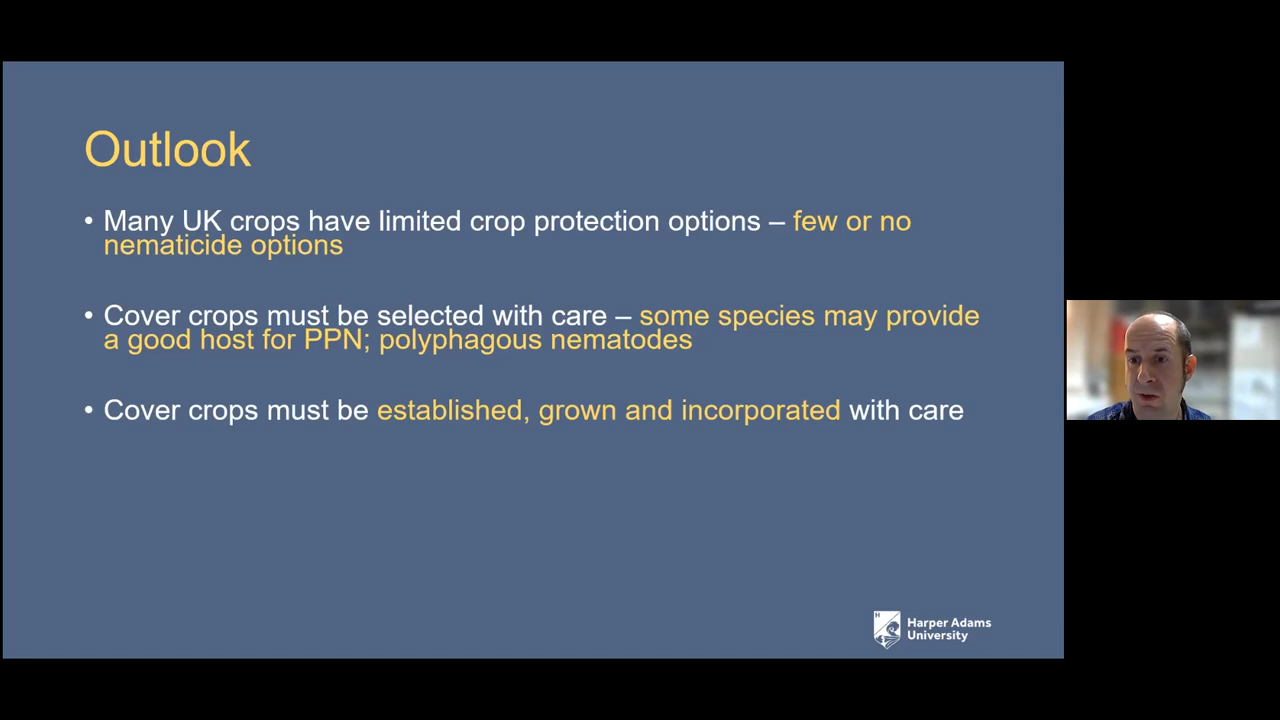 Outlook
• Many UK crops have limited crop protection options – few or no
nematicide options
• Cover crops must be selected with care – some species may provide
a good host for PPN; polyphagous nematodes
• Cover crops must be established, grown and incorporated with care
H
Harper Adams
University